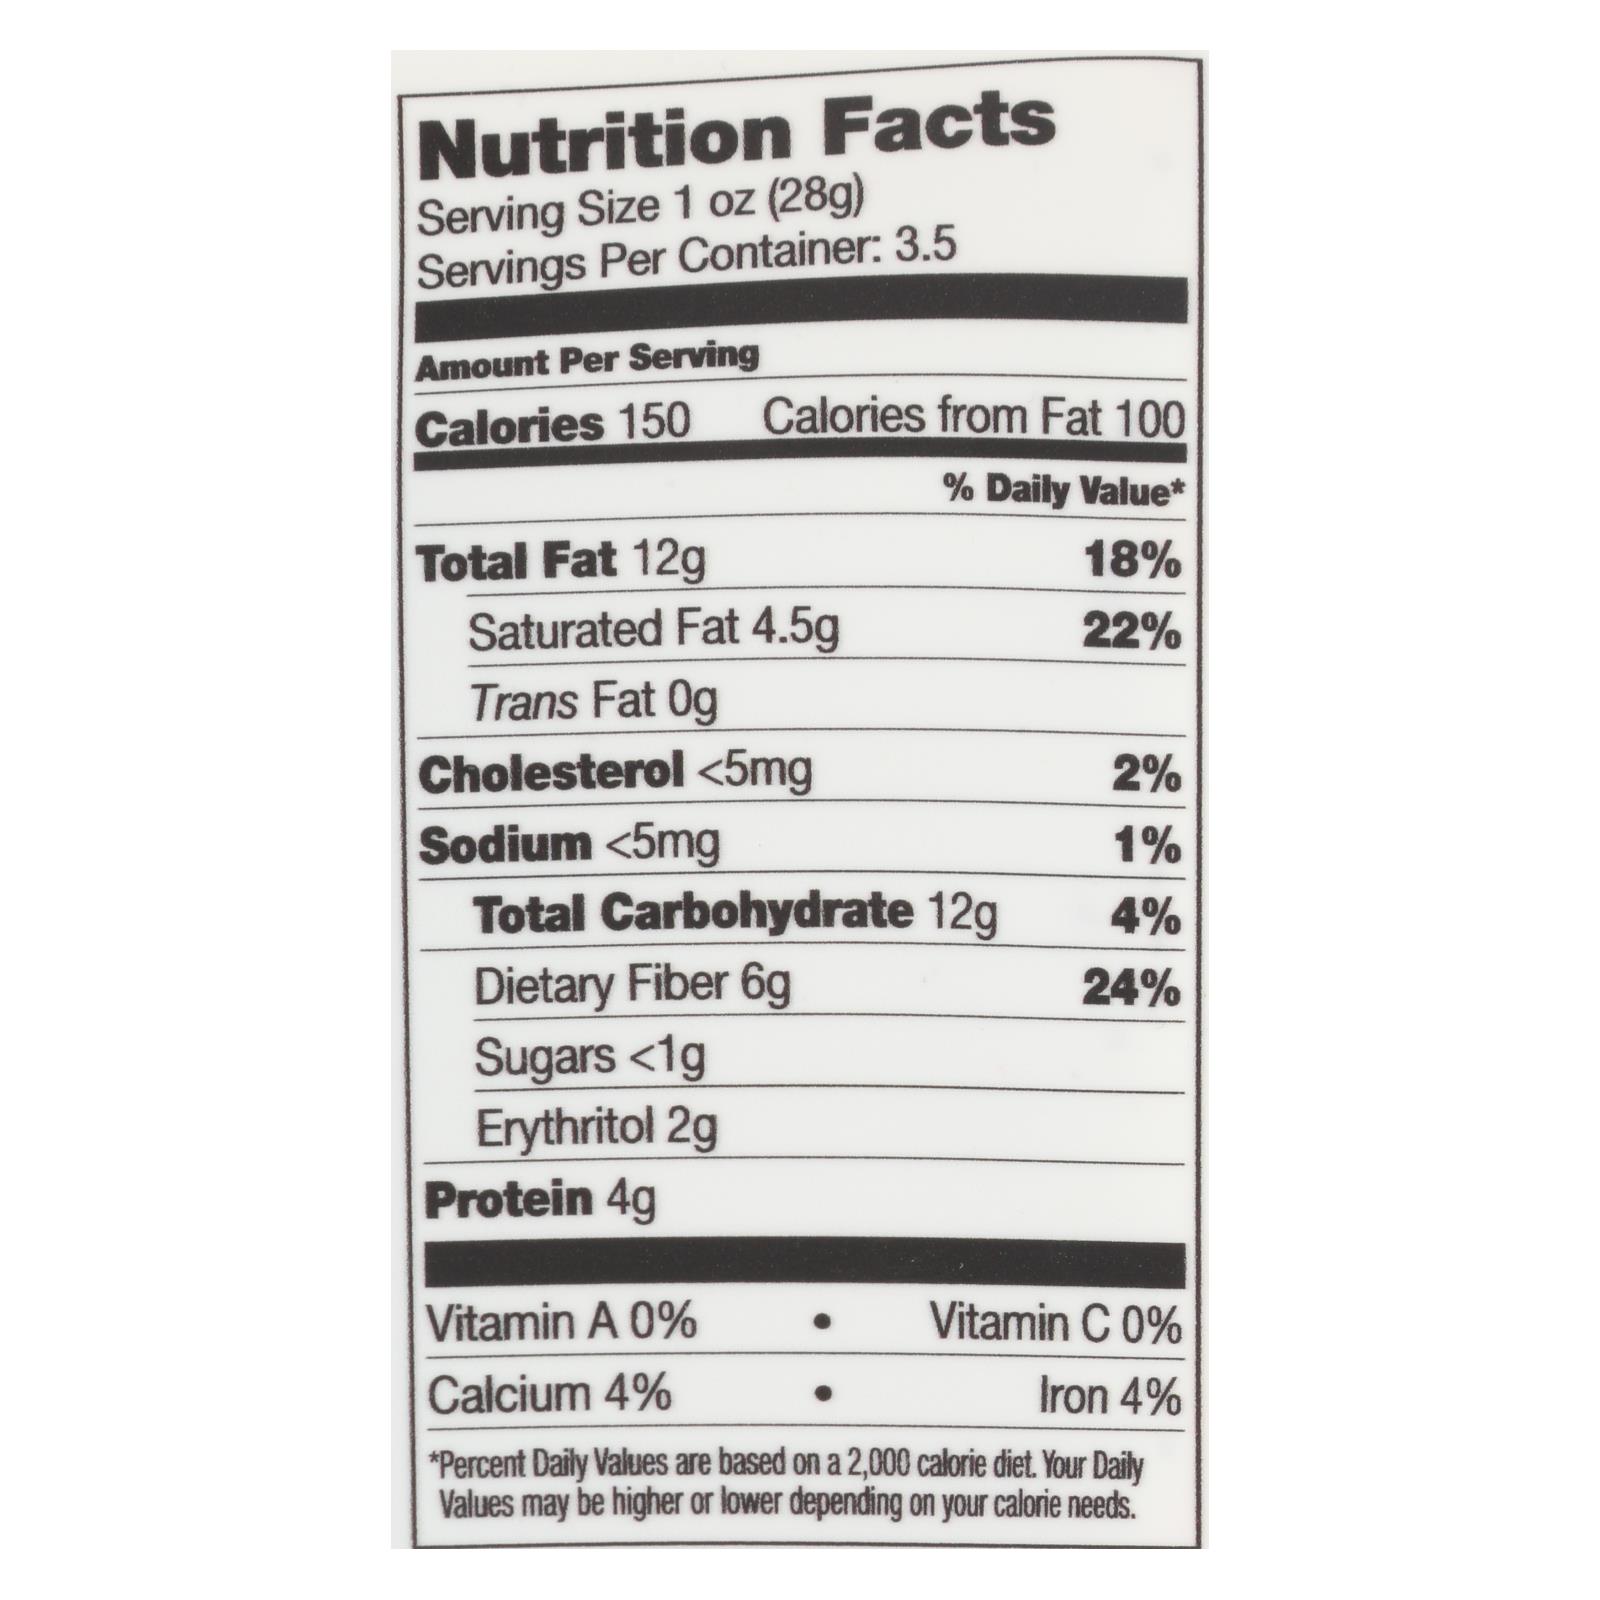 Nutrition Facts
Serving Size 1 oz (28g)
Servings Per Container: 3.5
Amount Per Serving
Calories 150 Calories from Fat 100
% Daily Value*
Total Fat 12g 18%
Saturated Fat 4.5g 22%
Trans Fat 0g
Cholesterol <5mg 2%
Sodium <5mg 1%
Total Carbohydrate 12g 4%
Dietary Fiber 6g 24%
Sugars <1g
Erythritol 2g
Protein 4g
Vitamin A 0% • Vitamin C 0%
Calcium 4% • Iron 4%
*Percent Daily Values are based on a 2,000 calorie diet. Your Daily
Values may be higher or lower depending on your calorie needs.